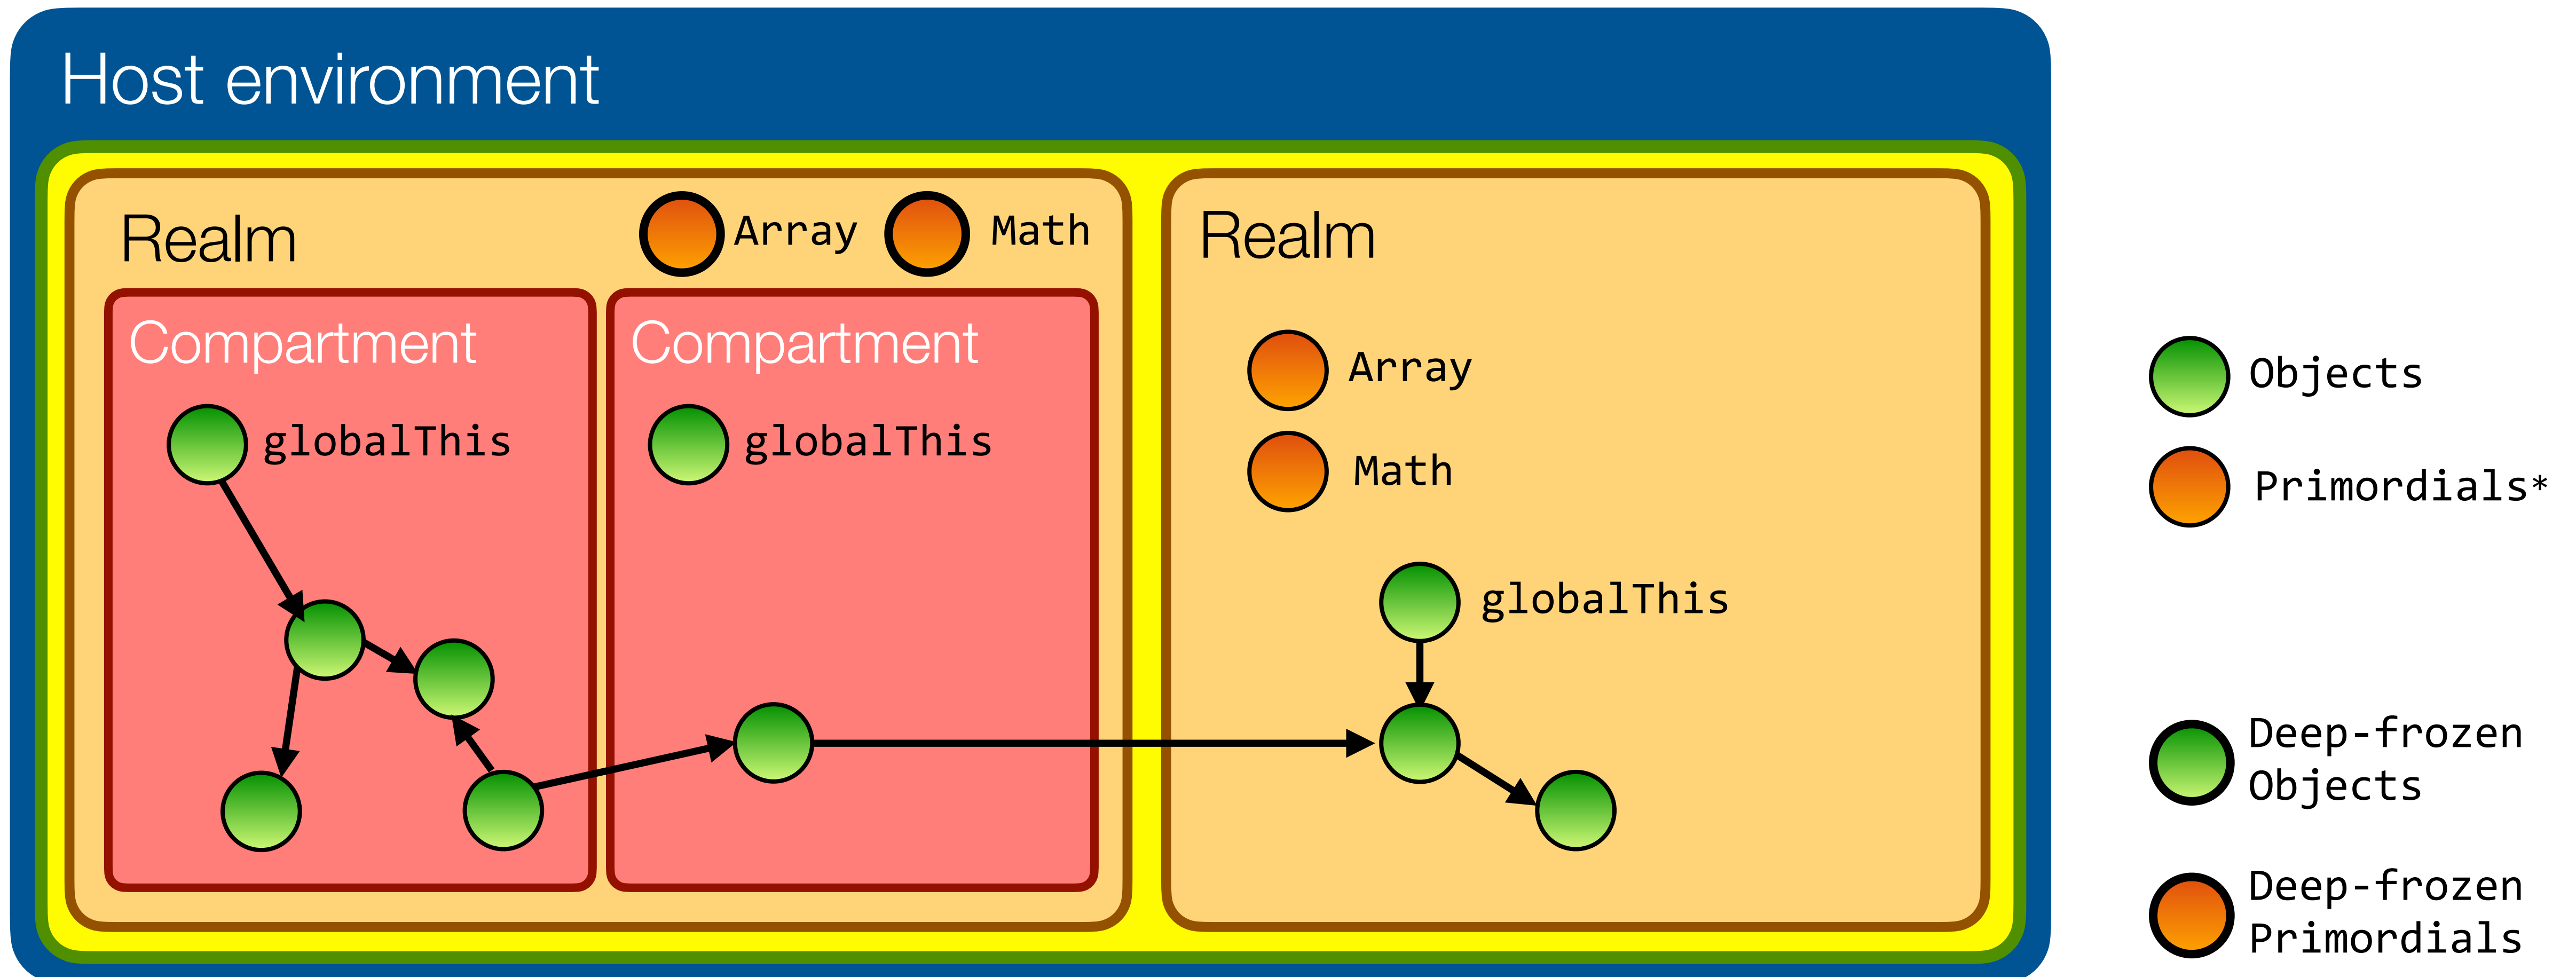 Host environment
Realm
Array
Math
Compartment
globalThis
Compartment
globalThis
Realm
Array
Math
globalThis
Objects
Primordials*
Deep-frozen
Objects
Deep-frozen
Primordials